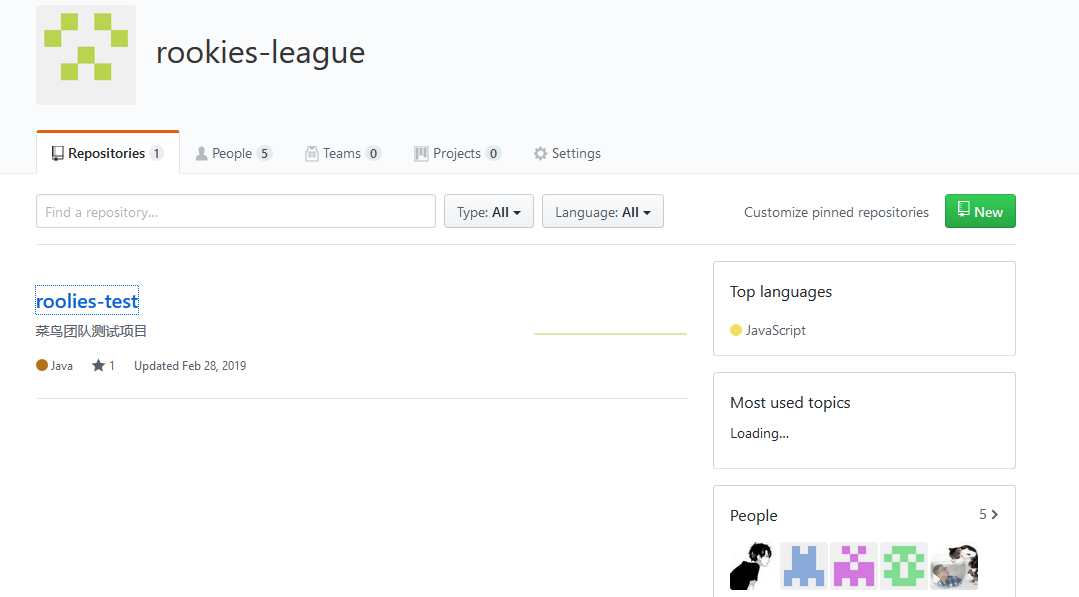 rookies-league
Repositories 1 People 5 Teams 0 Projects 0 Settings
Find a repository... Type: All Language: All Customize pinned repositories New
roolies-test
菜鸟团队测试项目
Java 1 Updated Feb 28, 2019
Top languages
JavaScript
Most used topics
Loading...
People 5